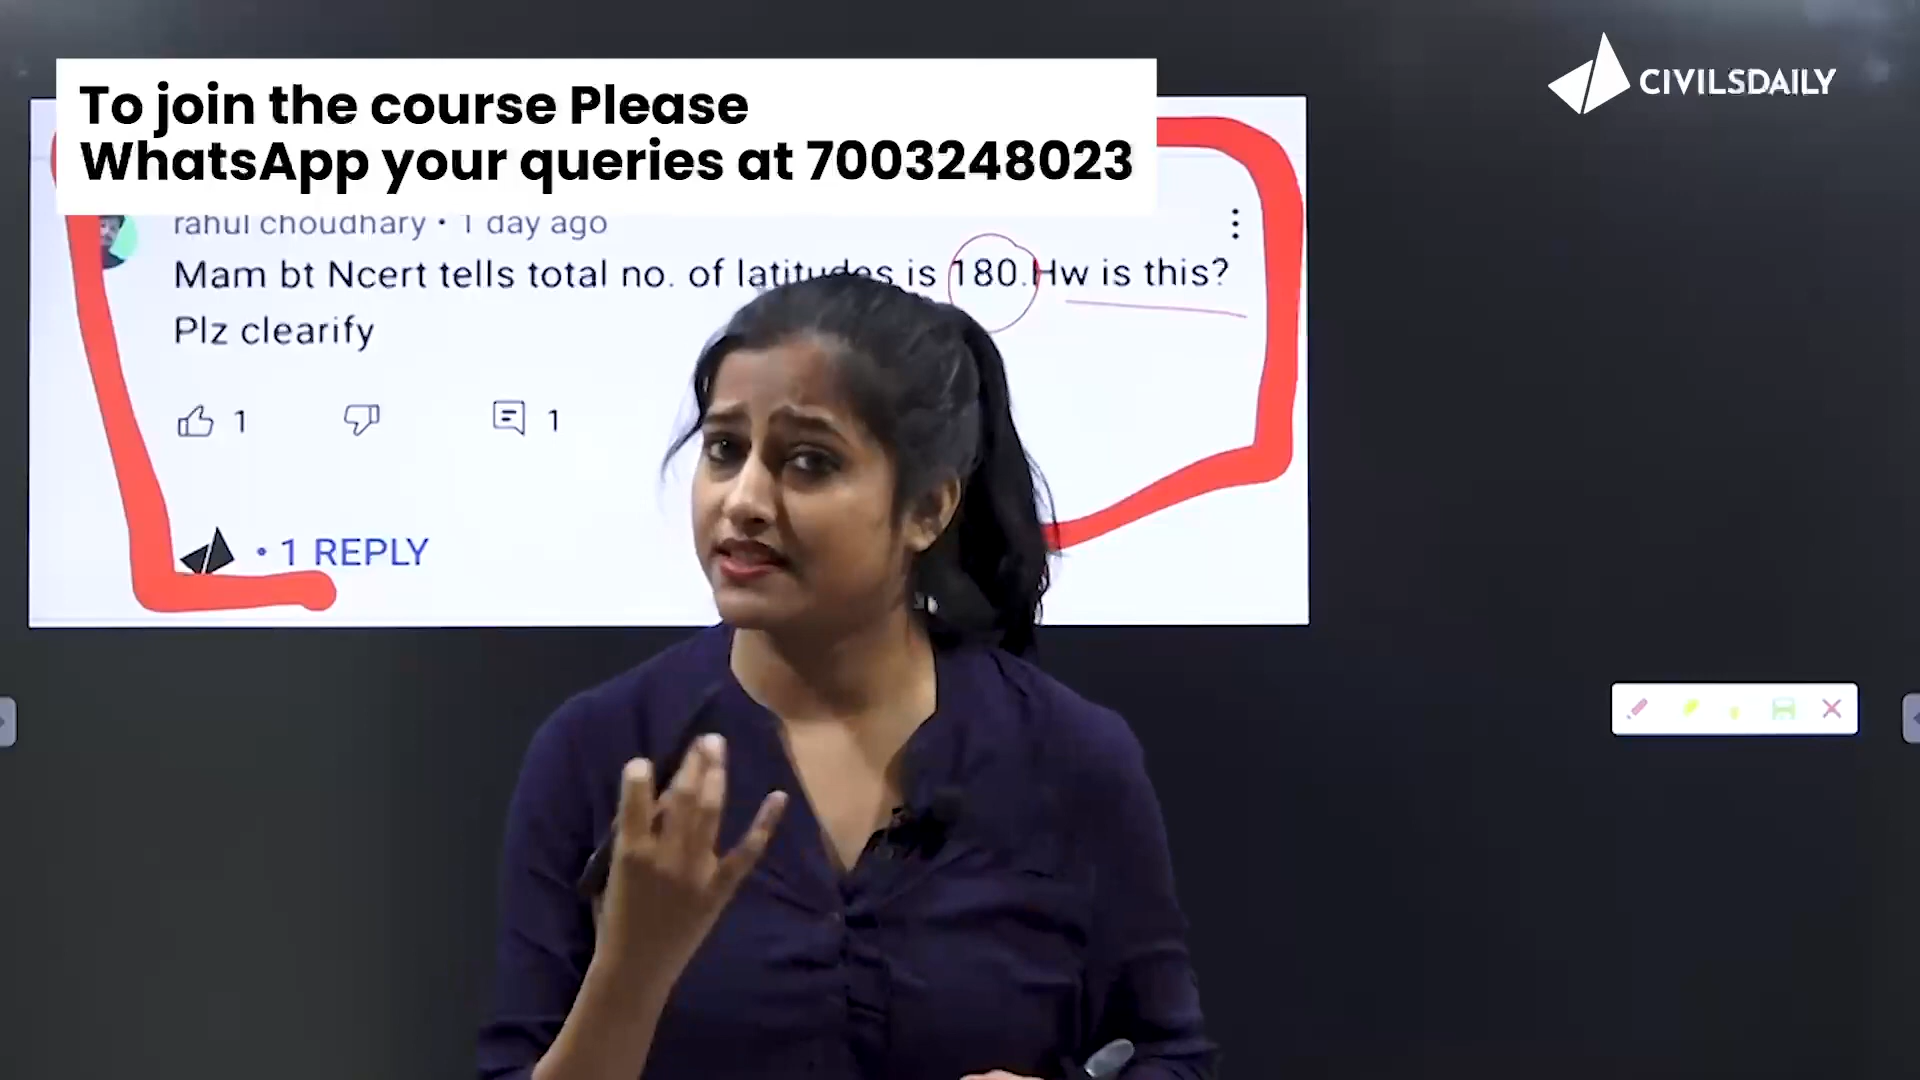 To join the course Please
WhatsApp your queries at 7003248023
CIVILSDAILY
rahul choudhary • 1 day ago
Mam bt Ncert tells total no. of latitudes is 180.Hw is this?
Plz clearify
1
1
• 1 REPLY